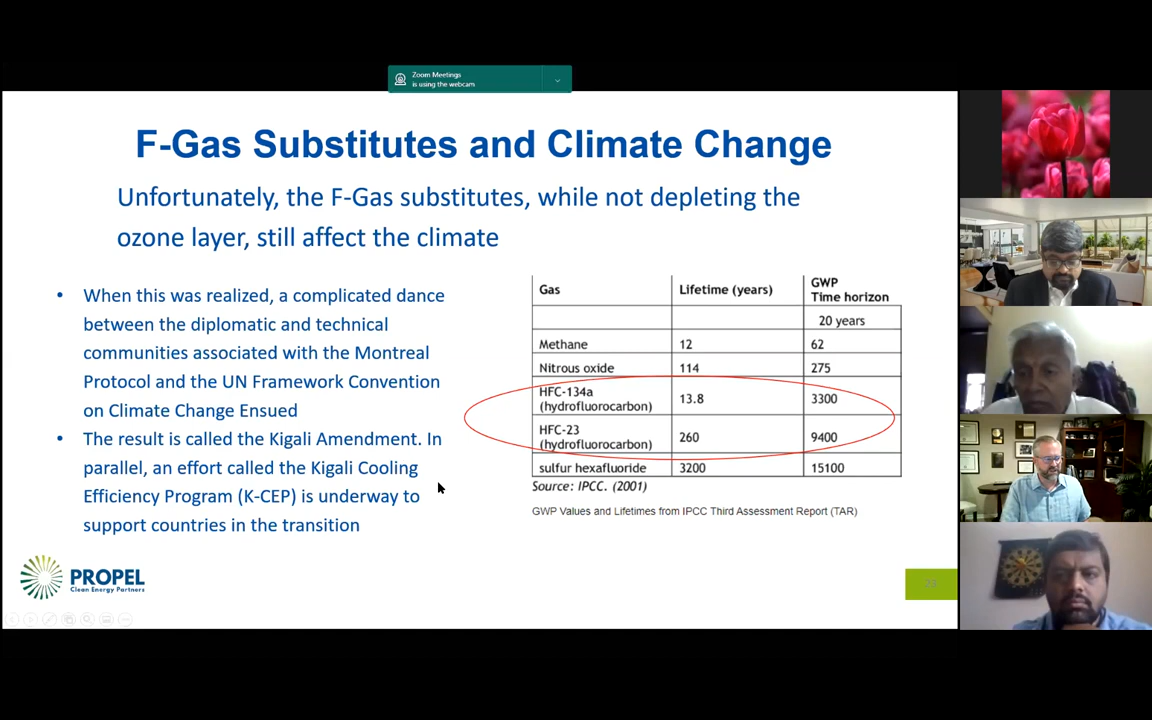 Zoom Meetings
is using the webcam
F-Gas Substitutes and Climate Change
Unfortunately, the F-Gas substitutes, while not depleting the
ozone layer, still affect the climate
• When this was realized, a complicated dance
between the diplomatic and technical
communities associated with the Montreal
Protocol and the UN Framework Convention
on Climate Change Ensued
• The result is called the Kigali Amendment. In
parallel, an effort called the Kigali Cooling
Efficiency Program (K-CEP) is underway to
support countries in the transition
Gas Lifetime (years) GWP
Time horizon
20 years
Methane 12 62
Nitrous oxide 114 275
HFC-134a
(hydrofluorocarbon) 13.8 3300
HFC-23
(hydrofluorocarbon) 260 9400
sulfur hexafluoride 3200 15100
Source: IPCC. (2001)
GWP Values and Lifetimes from IPCC Third Assessment Report (TAR)
PROPEL
Clean Energy Partners